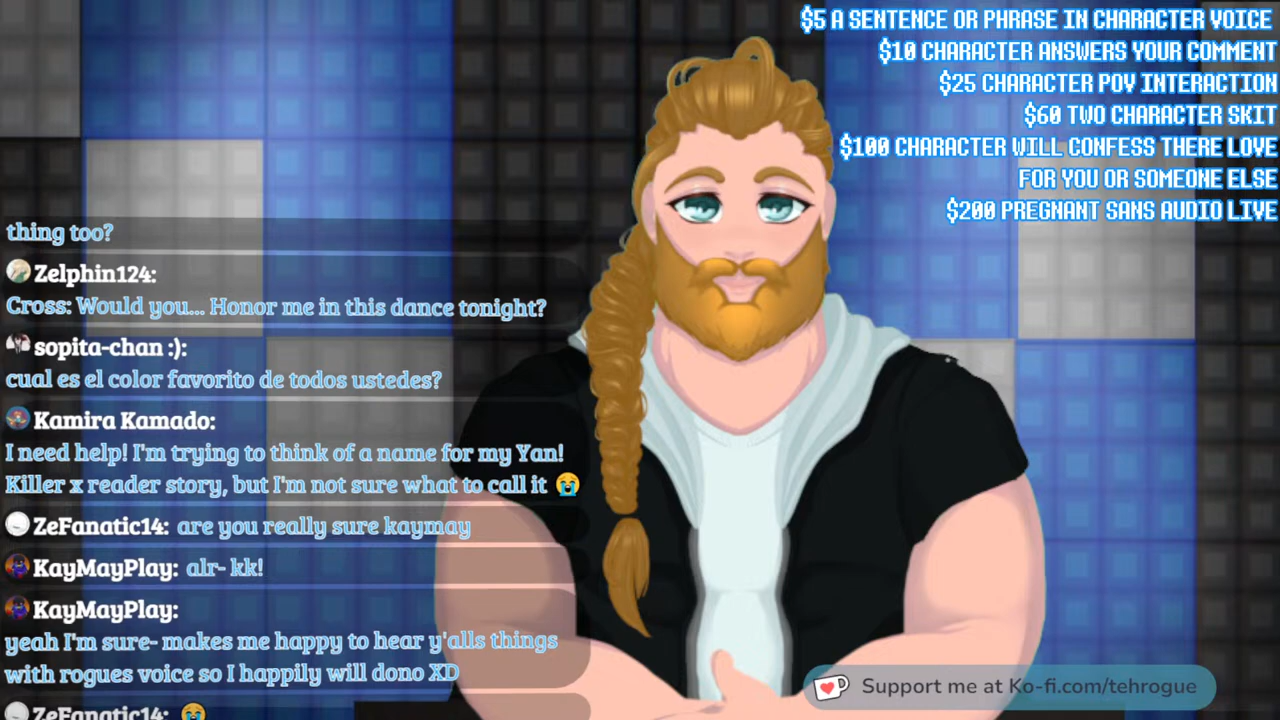 $5 A SENTENCE OR PHRASE IN CHARACTER VOICE
$10 CHARACTER ANSWERS YOUR COMMENT
$25 CHARACTER POV INTERACTION
$60 TWO CHARACTER SKIT
$100 CHARACTER WILL CONFESS THERE LOVE
FOR YOU OR SOMEONE ELSE
$200 PREGNANT SANS AUDIO LIVE
thing too?
Zelphin124:
Cross: Would you... Honor me in this dance tonight?
sopita-chan :):
cual es el color favorito de todos ustedes?
Kamira Kamado:
I need help! I'm trying to think of a name for my Yan!
Killer x reader story, but I'm not sure what to call it 😭
ZeFanatic14: are you really sure kaymay
KayMayPlay: alr- kk!
KayMayPlay:
yeah I'm sure- makes me happy to hear y'alls things
with rogues voice so I happily will dono XD
ZeFanatic14: 😢
Support me at Ko-fi.com/tehrogue